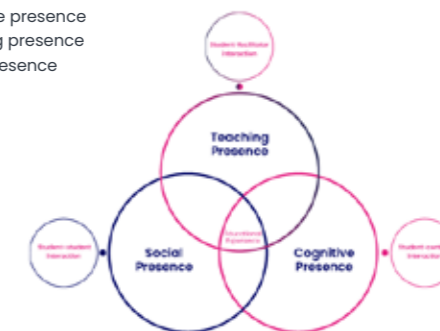 e presence
g presence
esence
Student-facilitator
Interaction
Teaching
Presence
Educational
Experience
Student-student
Interaction
Social
Presence
Cognitive
Presence
Student-cont
Interaction